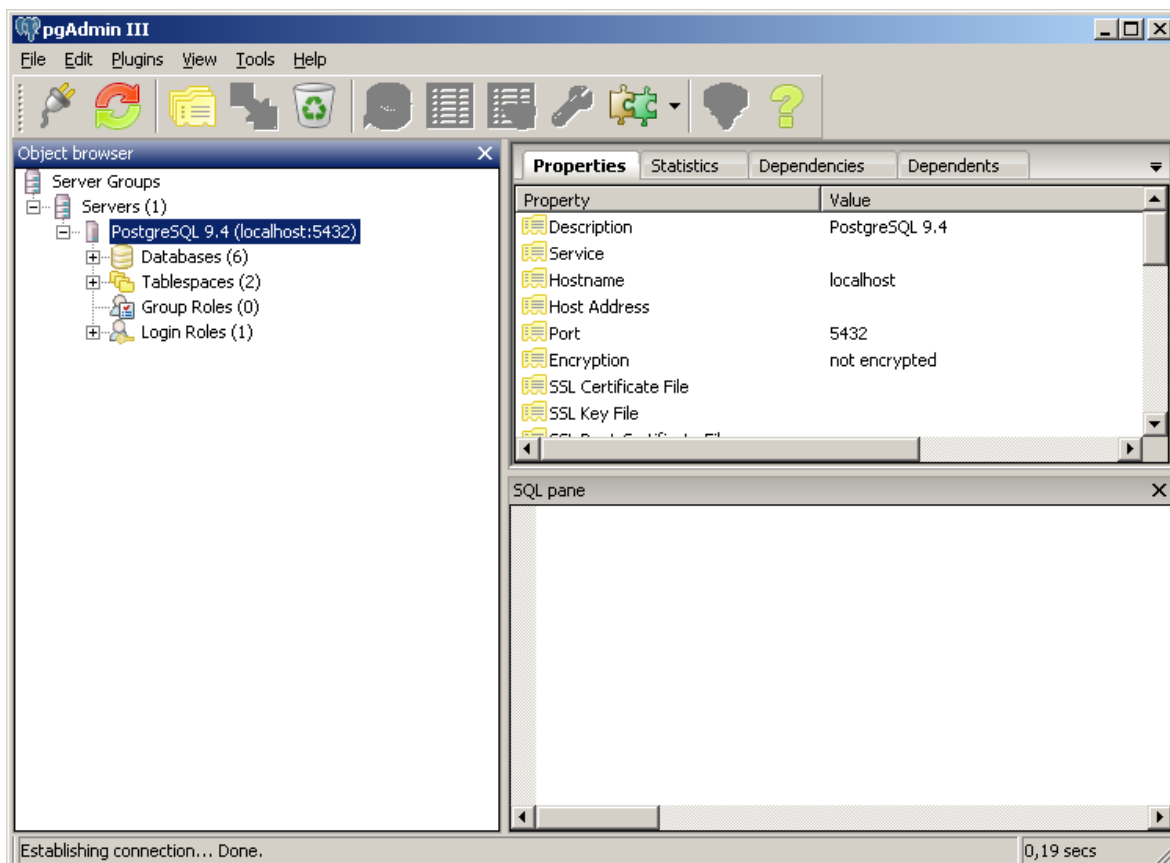 pgAdmin III
File Edit Plugins View Tools Help
Object browser
Server Groups
Servers (1)
PostgreSQL 9.4 (localhost:5432)
Databases (6)
Tablespaces (2)
Group Roles (0)
Login Roles (1)
Properties Statistics Dependencies Dependents
Property Value
Description PostgreSQL 9.4
Service
Hostname localhost
Host Address
Port 5432
Encryption not encrypted
SSL Certificate File
SSL Key File
SQL pane
Establishing connection... Done.
0,19 secs